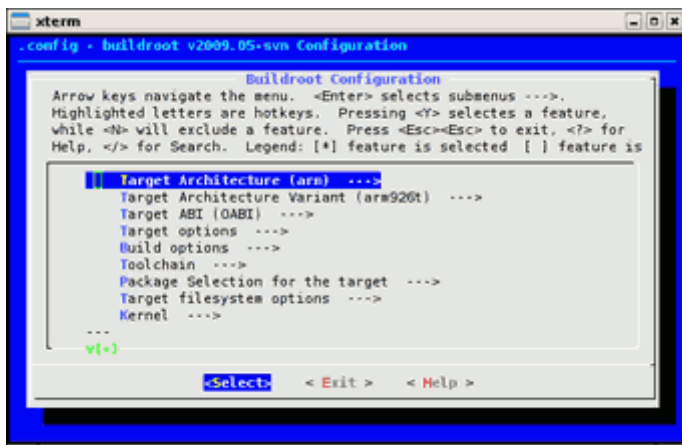 xterm
.config - buildroot v2009.05-svn Configuration
Buildroot Configuration
Arrow keys navigate the menu.  <Enter> selects submenus --->.
Highlighted letters are hotkeys.  Pressing <Y> selectes a feature,
while <N> will exclude a feature.  Press <Esc><Esc> to exit, <?> for
Help, </> for Search.  Legend: [*] feature is selected  [ ] feature is
Target Architecture (arm)  --->
Target Architecture Variant (arm926t)  --->
Target ABI (OABI)  --->
Target options  --->
Build options  --->
Toolchain  --->
Package Selection for the target  --->
Target filesystem options  --->
Kernel  --->
---
v(+)
<Select>    < Exit >    < Help >